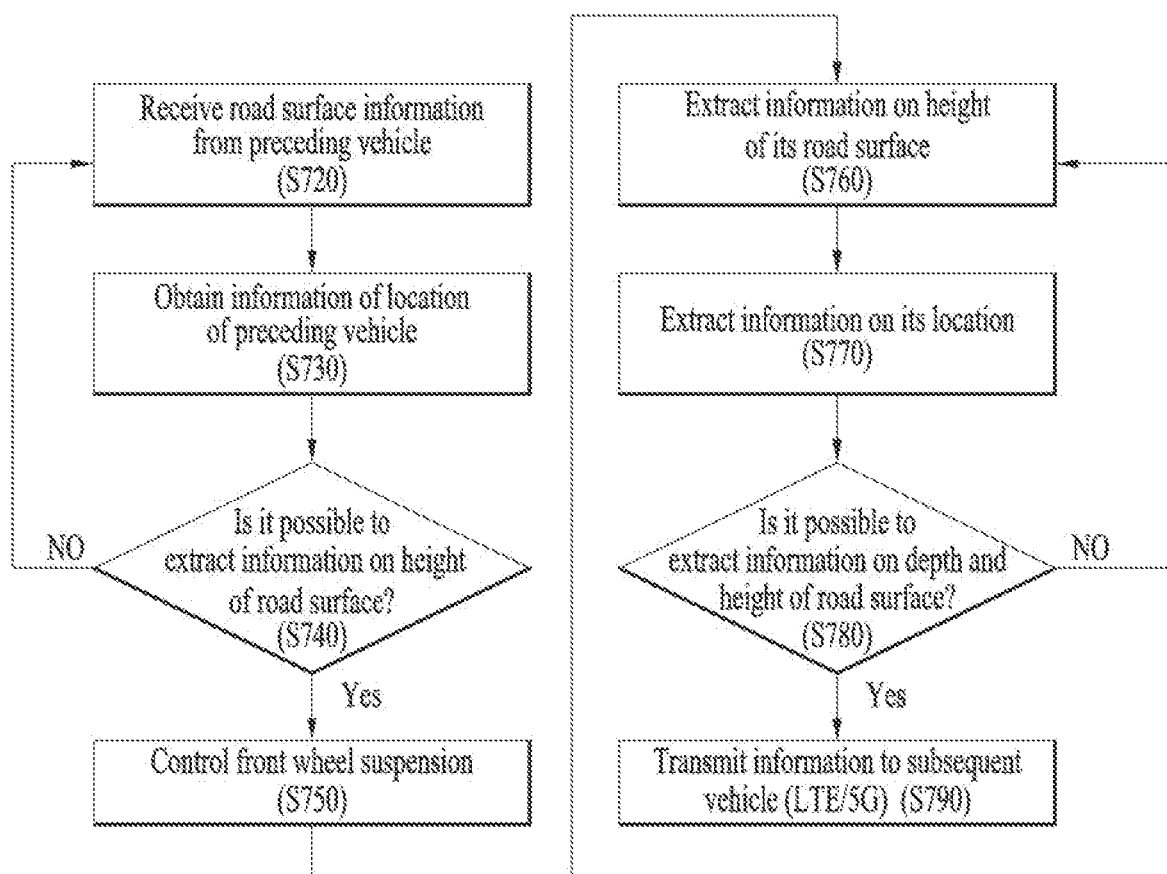 Receive road surface information
from preceding vehicle
(S720)
Obtain information of location
of preceding vehicle
(S730)
Is it possible to
extract information on height
of road surface?
(S740)
NO
Yes
Control front wheel suspension
(S750)
Extract information on height
of its road surface
(S760)
Extract information on its location
(S770)
Is it possible to
extract information on depth and
height of road surface?
(S780)
NO
Yes
Transmit information to subsequent
vehicle (LTE/5G) (S790)